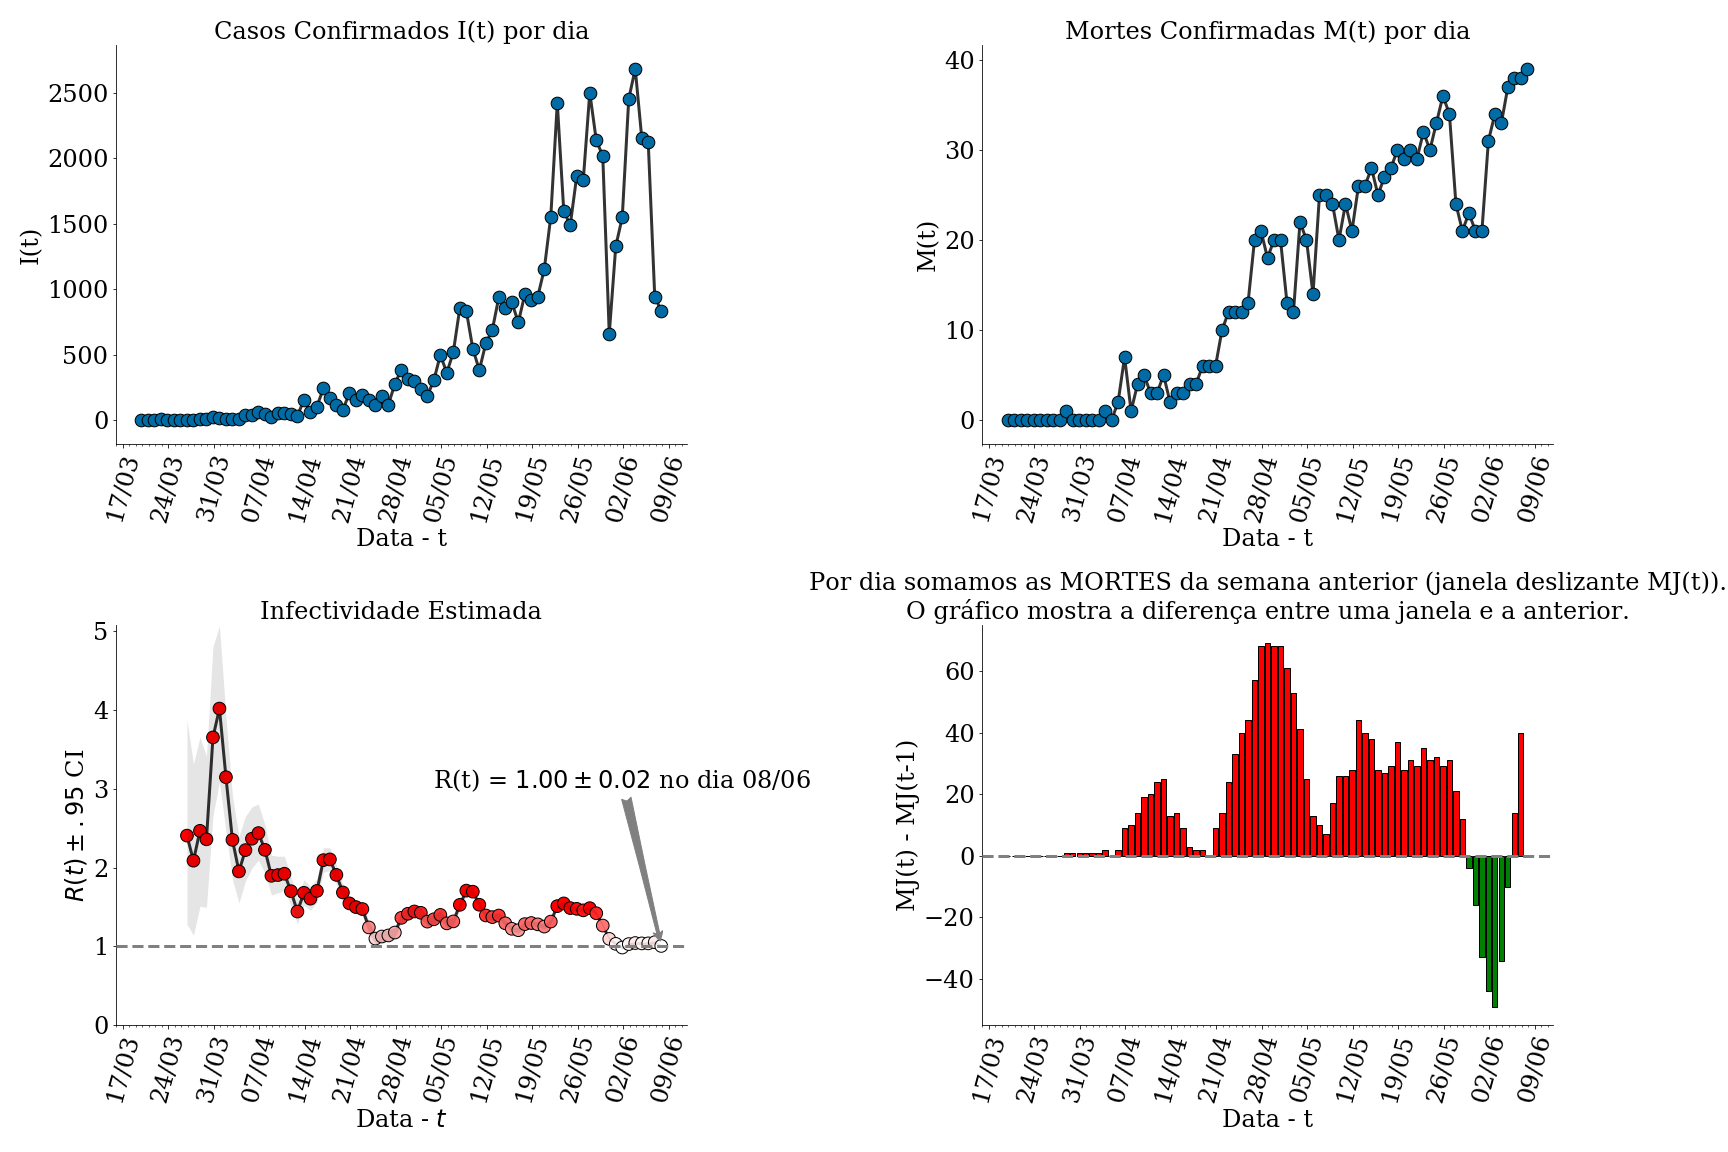 Casos Confirmados I(t) por dia
I(t)
2500
2000
1500
1000
500
0
17/03 24/03 31/03 07/04 14/04 21/04 28/04 05/05 12/05 19/05 26/05 02/06 09/06
Data - t
Mortes Confirmadas M(t) por dia
M(t)
40
30
20
10
0
17/03 24/03 31/03 07/04 14/04 21/04 28/04 05/05 12/05 19/05 26/05 02/06 09/06
Data - t
Infectividade Estimada
R(t) ± .95 CI
5
4
3
2
1
0
R(t) = 1.00 ± 0.02 no dia 08/06
17/03 24/03 31/03 07/04 14/04 21/04 28/04 05/05 12/05 19/05 26/05 02/06 09/06
Data - t
Por dia somamos as MORTES da semana anterior (janela deslizante MJ(t)).
O gráfico mostra a diferença entre uma janela e a anterior.
MJ(t) - MJ(t-1)
60
40
20
0
−20
−40
17/03 24/03 31/03 07/04 14/04 21/04 28/04 05/05 12/05 19/05 26/05 02/06 09/06
Data - t